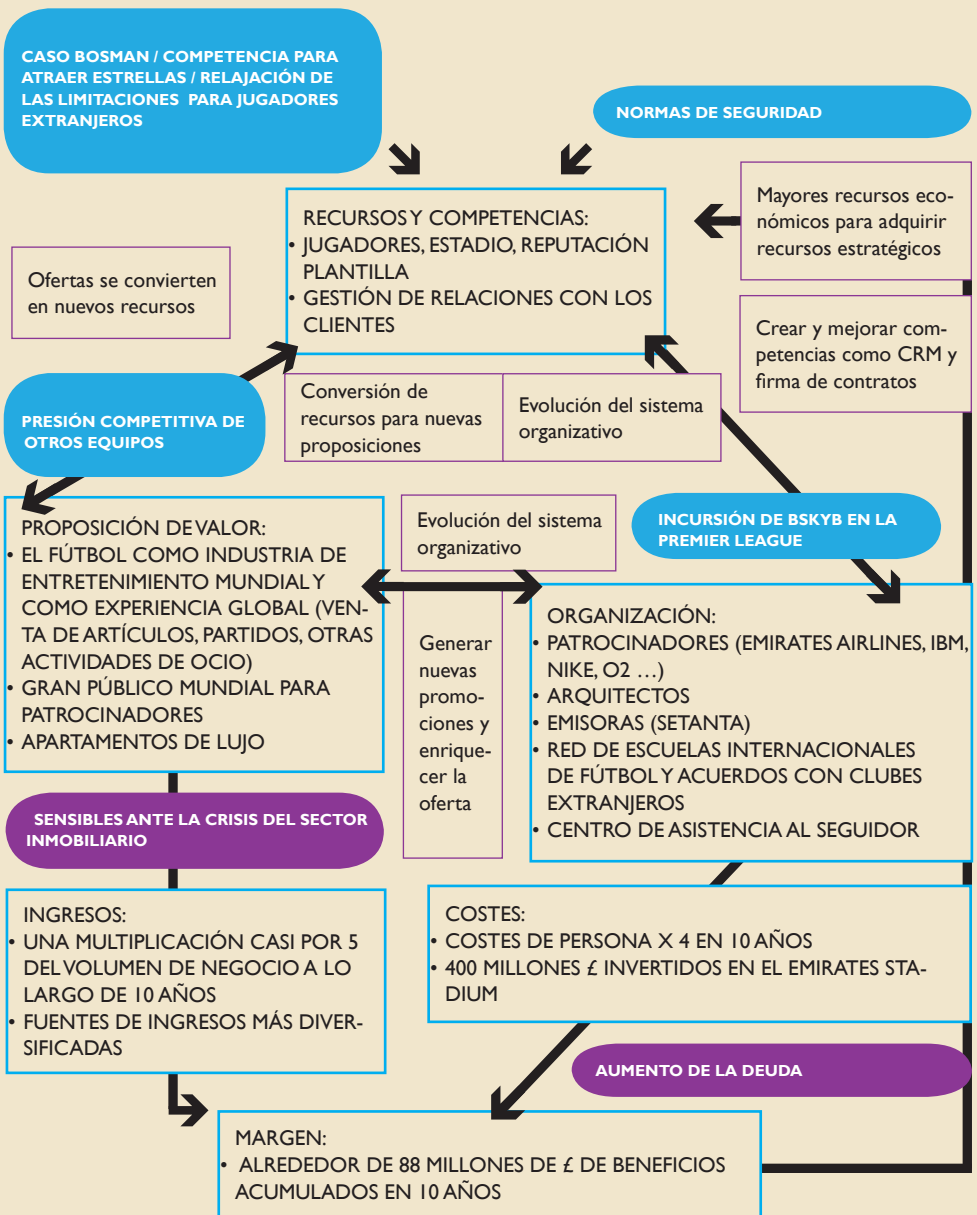 CASO BOSMAN / COMPETENCIA PARA
ATRAER ESTRELLAS / RELAJACIÓN DE
LAS LIMITACIONES PARA JUGADORES
EXTRANJEROS
NORMAS DE SEGURIDAD
RECURSOS Y COMPETENCIAS:
• JUGADORES, ESTADIO, REPUTACIÓN
PLANTILLA
• GESTIÓN DE RELACIONES CON LOS
CLIENTES
Mayores recursos eco-
nómicos para adquirir
recursos estratégicos
Ofertas se convierten
en nuevos recursos
Crear y mejorar com-
petencias como CRM y
firma de contratos
Conversión de
recursos para nuevas
proposiciones
Evolución del sistema
organizativo
PRESIÓN COMPETITIVA DE
OTROS EQUIPOS
PROPOSICIÓN DE VALOR:
• EL FÚTBOL COMO INDUSTRIA DE
ENTRETENIMIENTO MUNDIAL Y
COMO EXPERIENCIA GLOBAL (VEN-
TA DE ARTÍCULOS, PARTIDOS, OTRAS
ACTIVIDADES DE OCIO)
• GRAN PÚBLICO MUNDIAL PARA
PATROCINADORES
• APARTAMENTOS DE LUJO
Evolución del sistema
organizativo
INCURSIÓN DE BSKYB EN LA
PREMIER LEAGUE
Generar
nuevas
promo-
ciones y
enrique-
cer la
oferta
ORGANIZACIÓN:
• PATROCINADORES (EMIRATES AIRLINES, IBM,
NIKE, O2 …)
• ARQUITECTOS
• EMISORAS (SETANTA)
• RED DE ESCUELAS INTERNACIONALES
DE FÚTBOL Y ACUERDOS CON CLUBES
EXTRANJEROS
• CENTRO DE ASISTENCIA AL SEGUIDOR
SENSIBLES ANTE LA CRISIS DEL SECTOR
INMOBILIARIO
INGRESOS:
• UNA MULTIPLICACIÓN CASI POR 5
DEL VOLUMEN DE NEGOCIO A LO
LARGO DE 10 AÑOS
• FUENTES DE INGRESOS MÁS DIVER-
SIFICADAS
COSTES:
• COSTES DE PERSONA X 4 EN 10 AÑOS
• 400 MILLONES £ INVERTIDOS EN EL EMIRATES STA-
DIUM
AUMENTO DE LA DEUDA
MARGEN:
• ALREDEDOR DE 88 MILLONES DE £ DE BENEFICIOS
ACUMULADOS EN 10 AÑOS